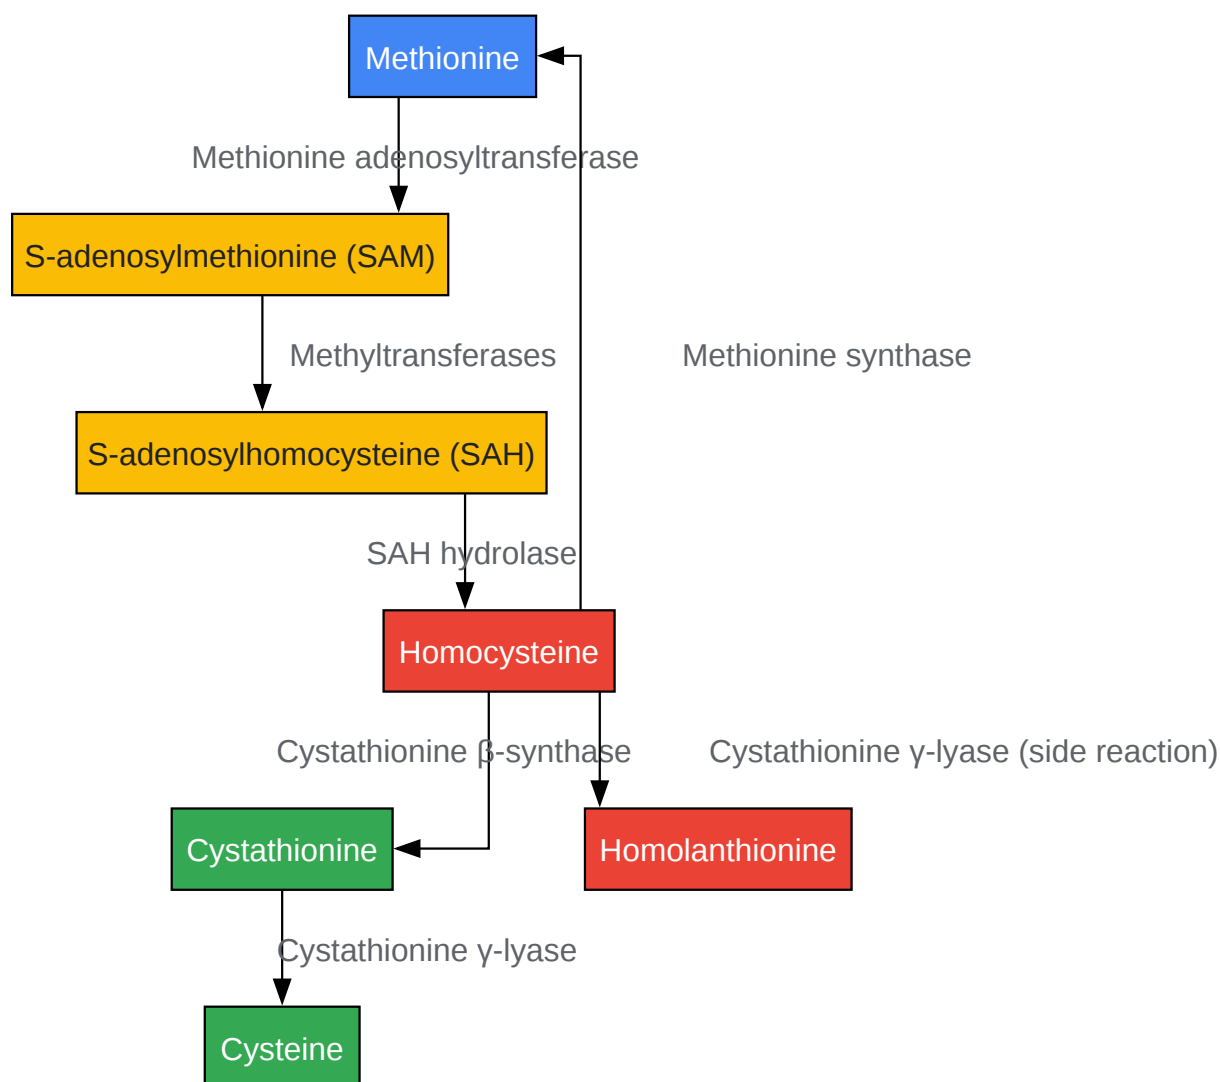 Methionine
Methionine adenosyltransferase
S-adenosylmethionine (SAM)
Methyltransferases
Methionine synthase
S-adenosylhomocysteine (SAH)
SAH hydrolase
Homocysteine
Cystathionine β-synthase
Cystathionine γ-lyase (side reaction)
Cystathionine
Homolanthionine
Cystathionine γ-lyase
Cysteine